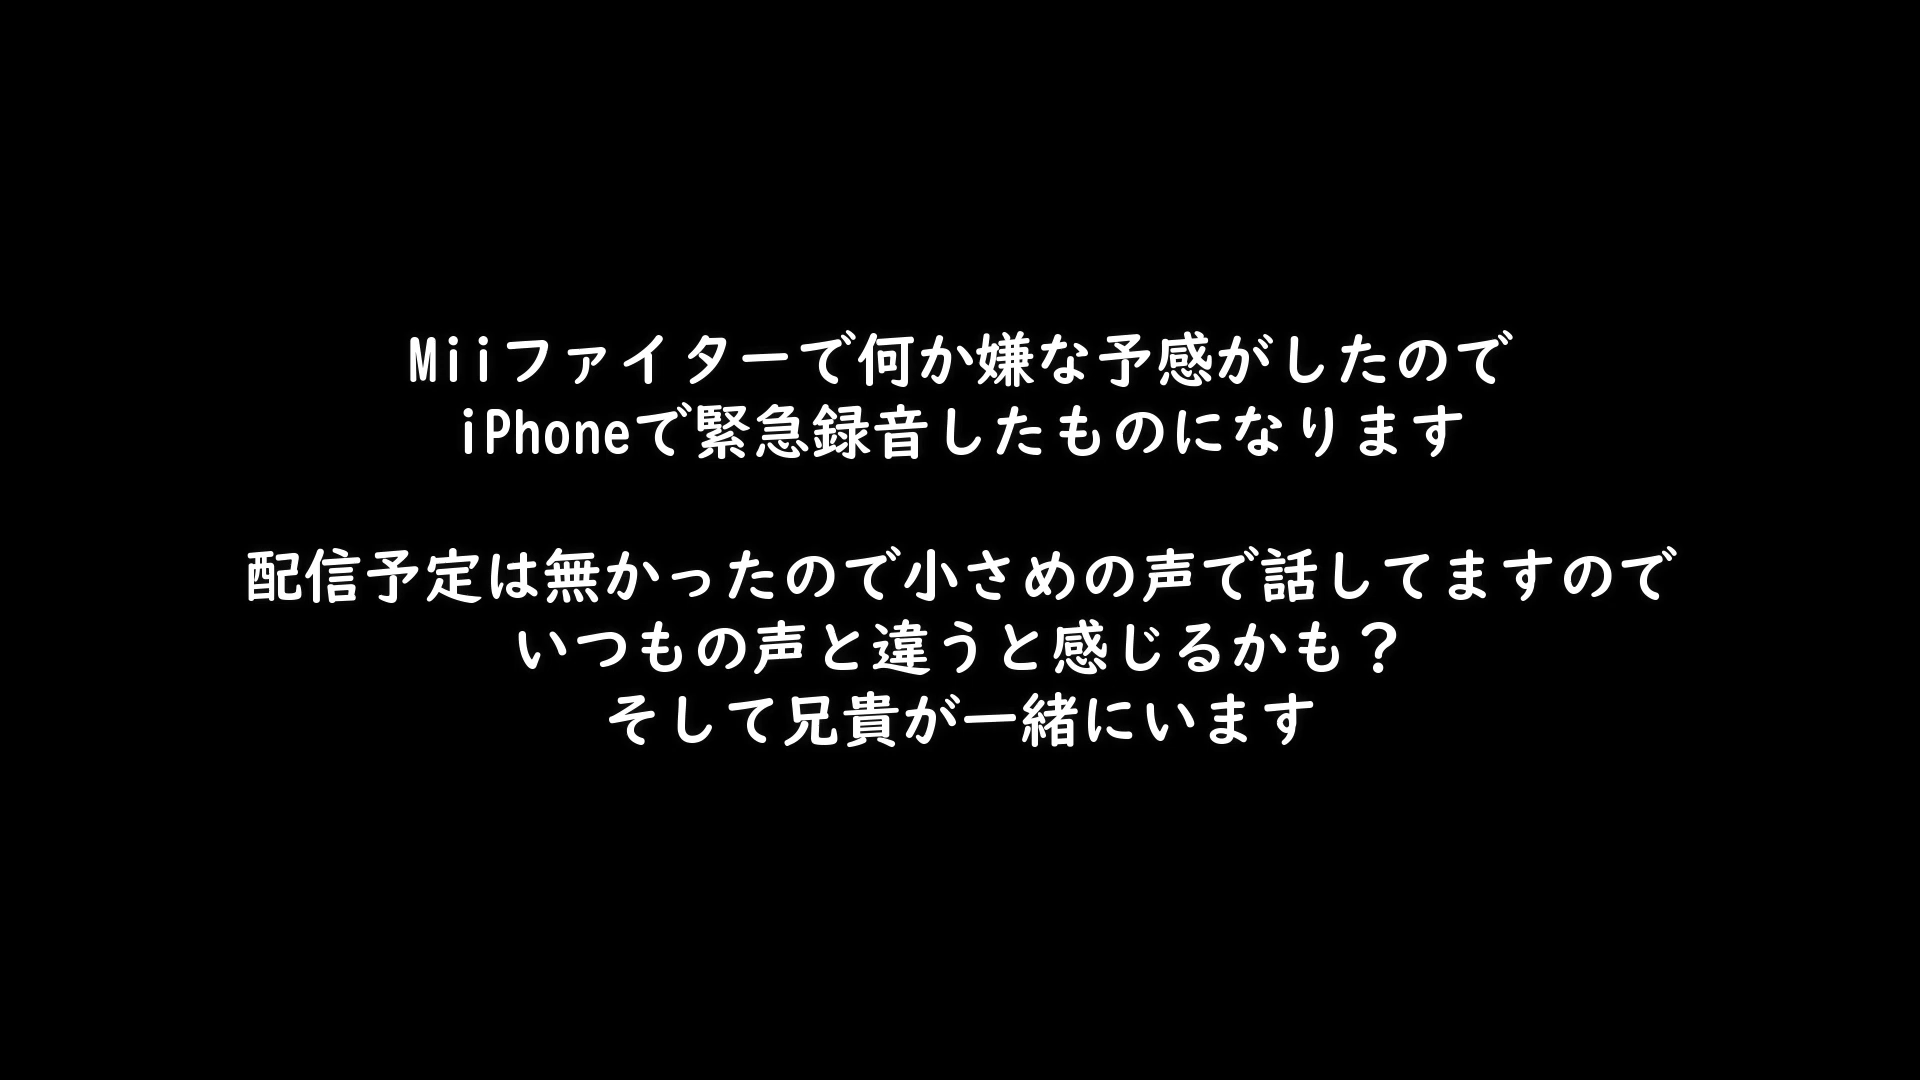 Miiファイターで何か嫌な予感がしたので
iPhoneで緊急録音したものになります
配信予定は無かったので小さめの声で話してますので
いつもの声と違うと感じるかも？
そして兄貴が一緒にいます